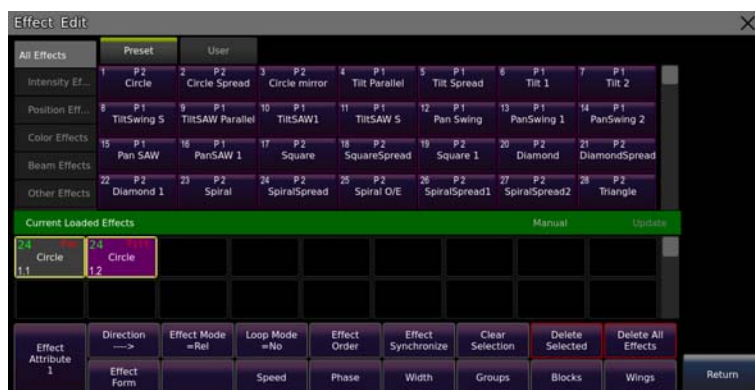 Effect Edit
All Effects
Preset
User
Intensity Ef...
Position Eff...
Color Effects
Beam Effects
Other Effects
1 P2
Circle
2 P2
Circle Spread
3 P2
Circle mirror
4 P1
Tilt Parallel
5 P1
Tilt Spread
6 P1
Tilt 1
7 P1
Tilt 2
8 P1
TiltSwing S
9 P1
TiltSAW Parallel
10 P1
TiltSAW1
11 P1
TiltSAW S
12 P1
Pan Swing
13 P1
PanSwing 1
14 P1
PanSwing 2
15 P1
Pan SAW
16 P1
PanSAW 1
17 P2
Square
18 P2
SquareSpread
19 P2
Square 1
20 P2
Diamond
21 P2
DiamondSpread
22 P2
Diamond 1
23 P2
Spiral
24 P2
SpiralSpread
25 P2
Spiral O/E
26 P2
SpiralSpread1
27 P2
SpiralSpread2
28 P2
Triangle
Current Loaded Effects
Manual
Update
24 Pan
Circle
1.1
24 Tilt
Circle
1.2
Effect
Attribute
1
Direction
---->
Effect Mode
=Rel
Loop Mode
=No
Effect
Order
Effect
Synchronize
Clear
Selection
Delete
Selected
Delete All
Effects
Effect
Form
Speed
Phase
Width
Groups
Blocks
Wings
Return